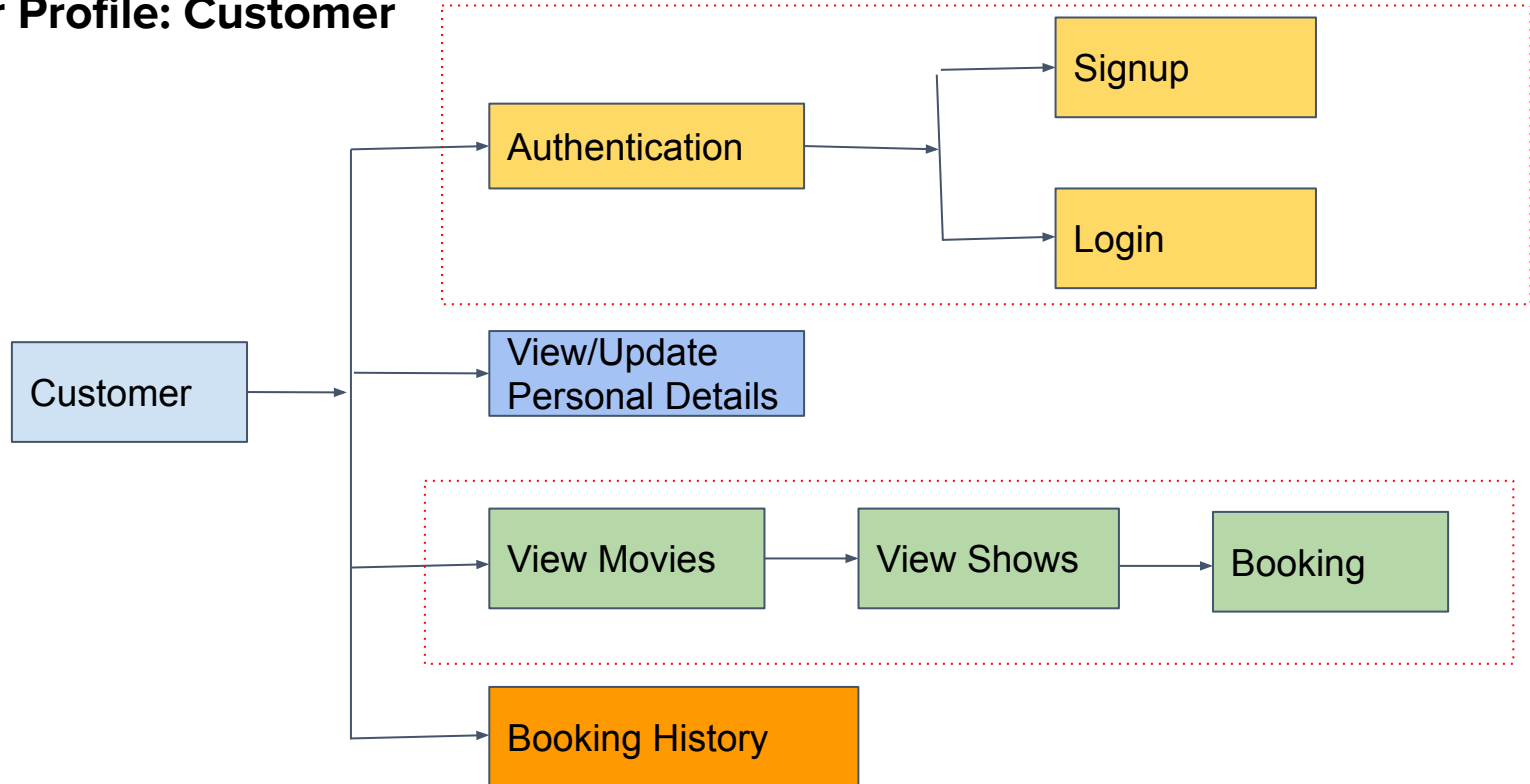 r Profile: Customer
Signup
Authentication
Login
View/Update
Personal Details
Customer
View Movies
View Shows
Booking
Booking History